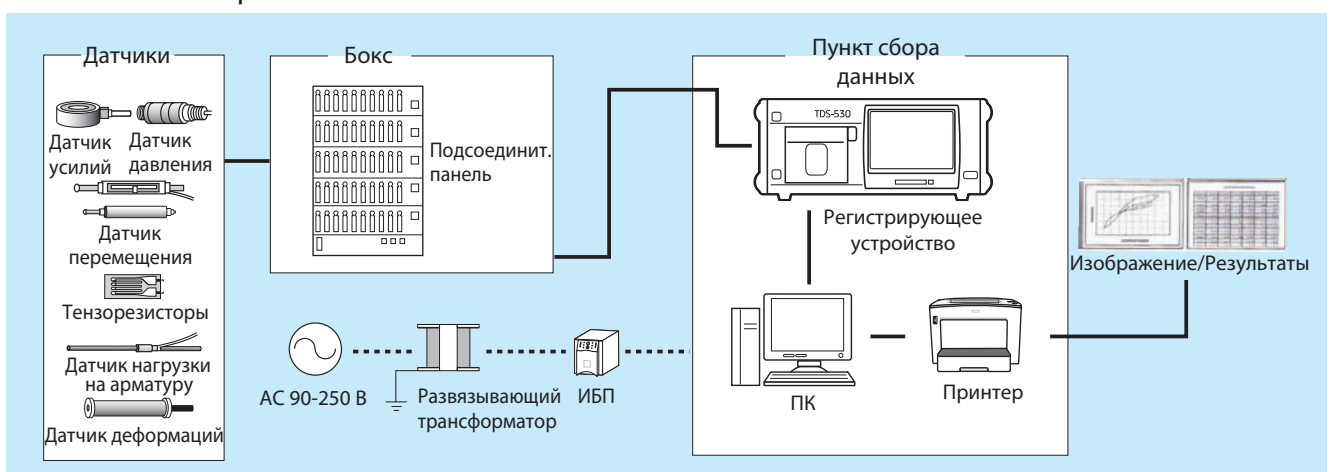 Датчики
Датчик
усилий
Датчик
давления
Датчик
перемещения
Тензорезисторы
Датчик нагрузки
на арматуру
Датчик деформаций
Бокс
Подсоединит.
панель
АС 90-250 В
Развязывающий
трансформатор
ИБП
Пункт сбора
данных
TDS-530
Регистрирующее
устройство
ПК
Принтер
Изображение/Результаты